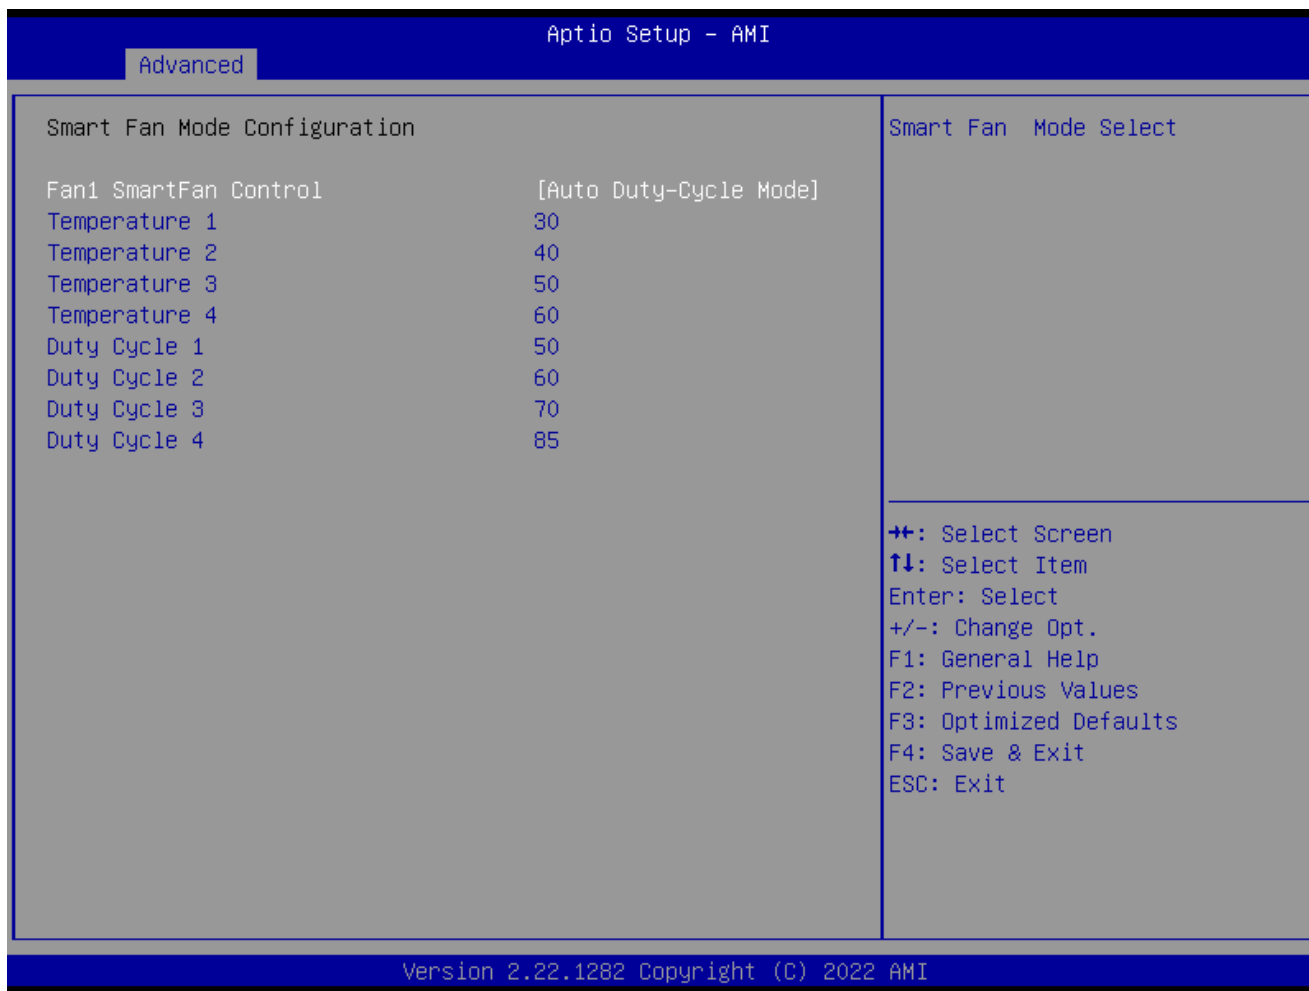 Aptio Setup – AMI
Advanced
Smart Fan Mode Configuration
Fan1 SmartFan Control [Auto Duty-Cycle Mode]
Temperature 1 30
Temperature 2 40
Temperature 3 50
Temperature 4 60
Duty Cycle 1 50
Duty Cycle 2 60
Duty Cycle 3 70
Duty Cycle 4 85
Smart Fan  Mode Select
→←: Select Screen
↑↓: Select Item
Enter: Select
+/-: Change Opt.
F1: General Help
F2: Previous Values
F3: Optimized Defaults
F4: Save & Exit
ESC: Exit
Version 2.22.1282 Copyright (C) 2022 AMI